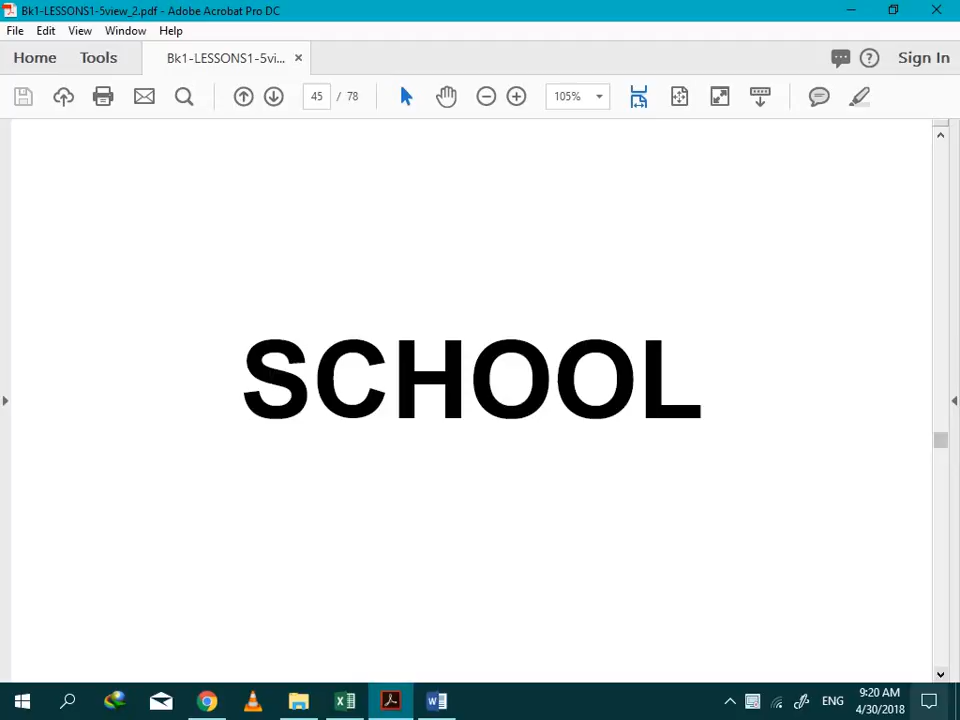 Bk1-LESSONS1-5view_2.pdf - Adobe Acrobat Pro DC
File Edit View Window Help
Home Tools Bk1-LESSONS1-5vi... × Sign In
45 / 78 105%
SCHOOL
ENG 9:20 AM
4/30/2018